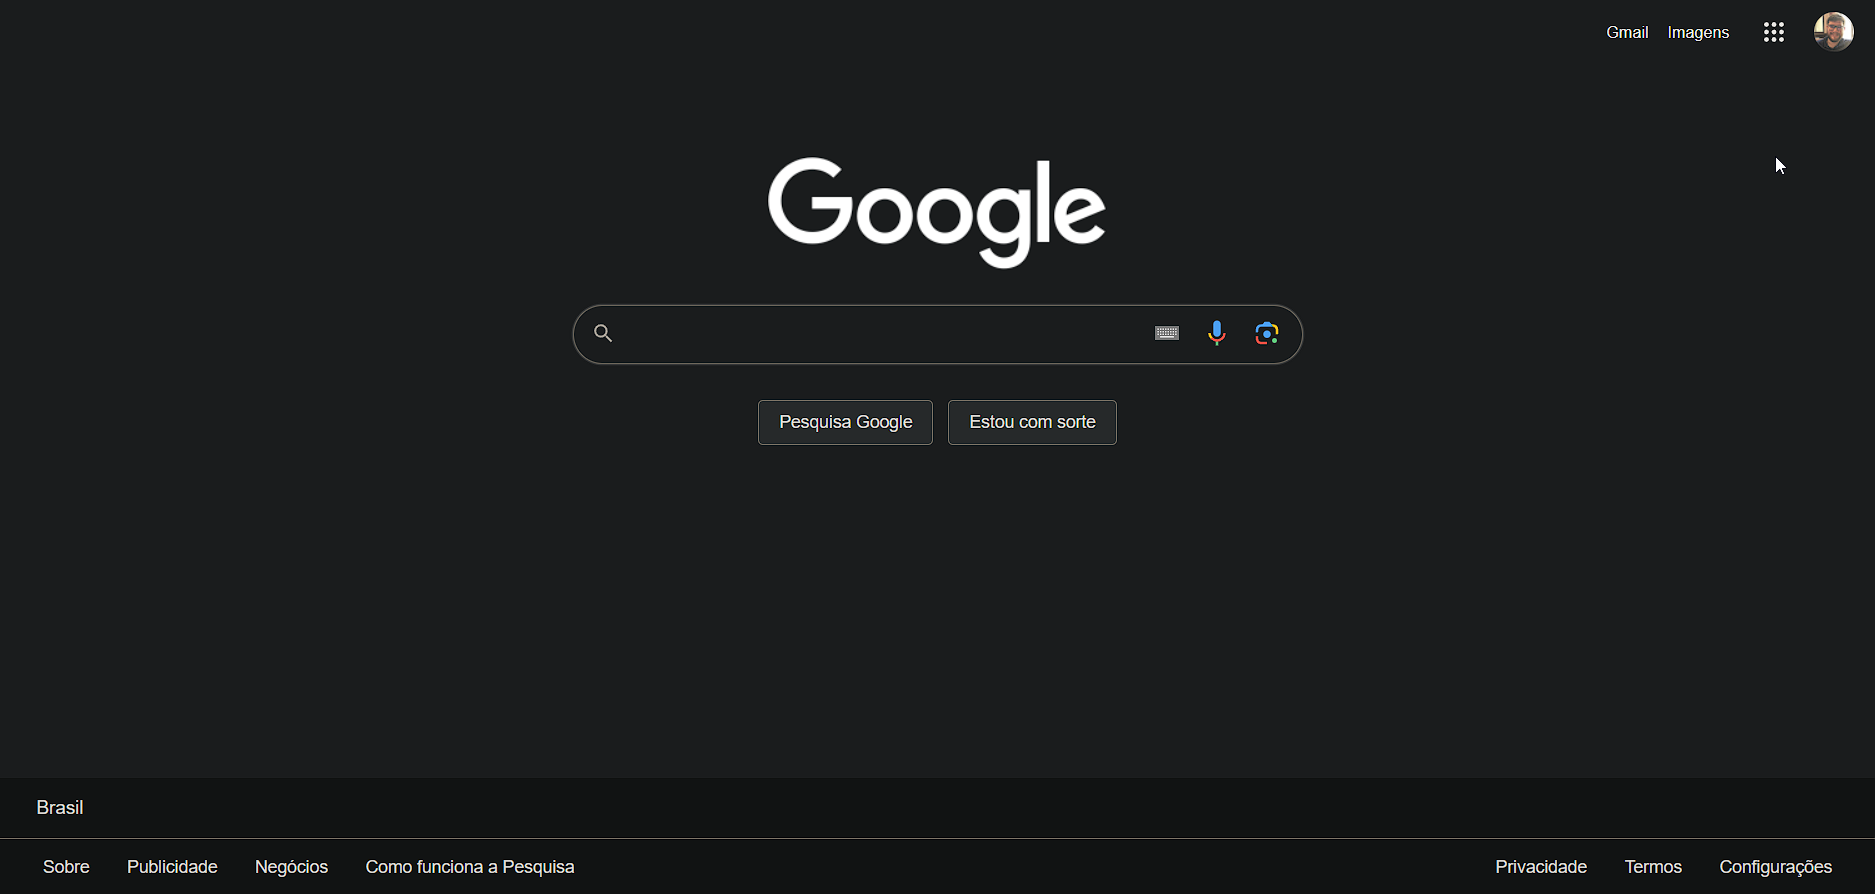 Gmail Imagens
Google
Pesquisa Google Estou com sorte
Brasil
Sobre Publicidade Negócios Como funciona a Pesquisa Privacidade Termos Configurações